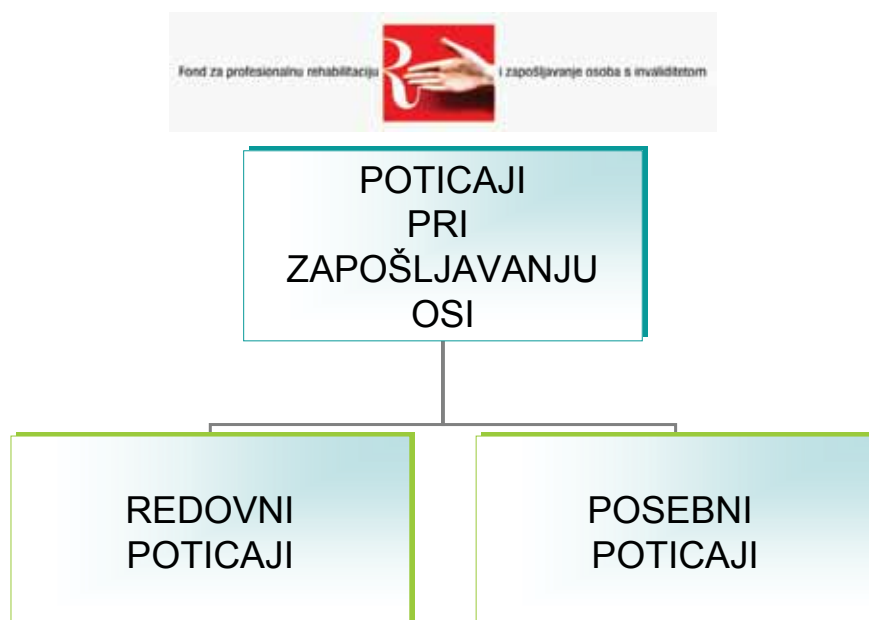 Fond za profesionalnu rehabilitaciju i zapošljavanje osoba s invaliditetom
POTICAJI
PRI
ZAPOŠLJAVANJU
OSI
REDOVNI
POTICAJI
POSEBNI
POTICAJI